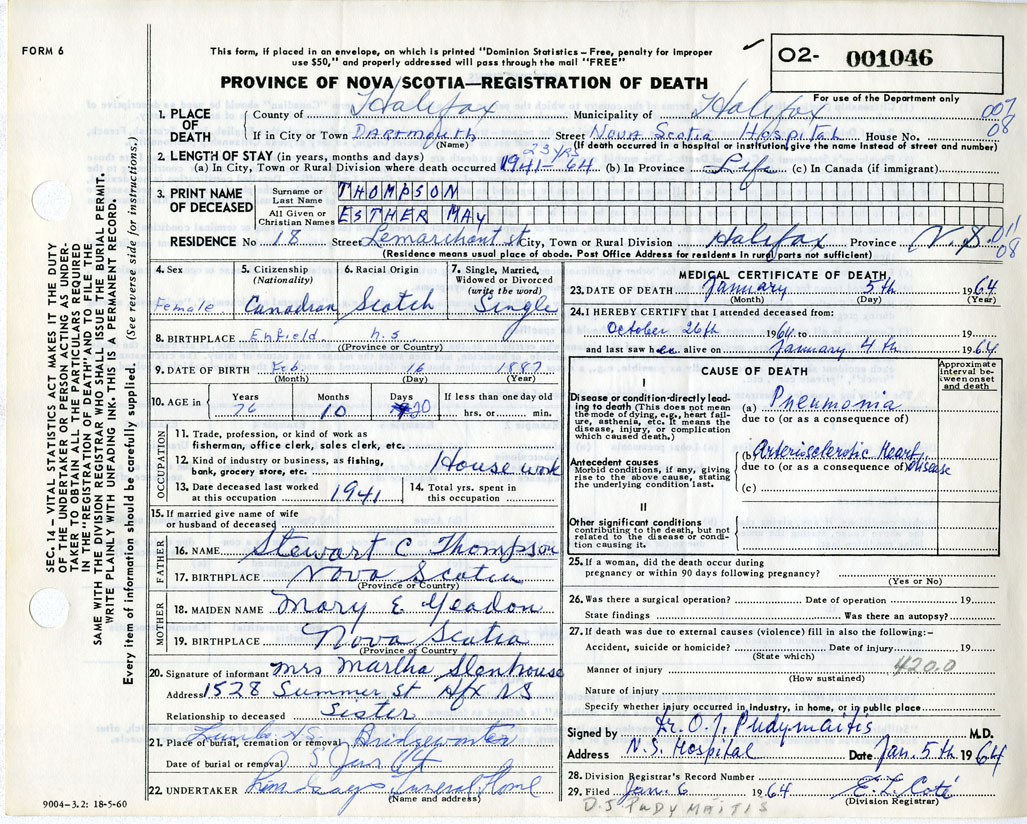 FORM 6
This form, if placed in an envelope, on which is printed "Dominion Statistics – Free, penalty for improper
use $50," and properly addressed will pass through the mail "FREE"
O2- 001046
PROVINCE OF NOVA SCOTIA—REGISTRATION OF DEATH
For use of the Department only
007
08
1. PLACE OF DEATH
County of Halifax Municipality of Halifax
If in City or Town Dartmouth Street Nova Scotia Hospital House No.
(Name) (If death occurred in a hospital or institution, give the name instead of street and number)
2. LENGTH OF STAY (in years, months and days)
23 yrs
(a) In City, Town or Rural Division where death occurred 1941-64 (b) In Province Life (c) In Canada (if immigrant)
3. PRINT NAME OF DECEASED
Surname or Last Name THOMPSON
All Given or Christian Names ESTHER MAY
RESIDENCE No 18 Street Lemarchant st City, Town or Rural Division Halifax Province N.S. 011
08
(Residence means usual place of abode. Post Office Address for residents in rural parts not sufficient)
4. Sex Female
5. Citizenship (Nationality) Canadian
6. Racial Origin Scotch
7. Single, Married, Widowed or Divorced (write the word) Single
8. BIRTHPLACE Enfield n.s.
(Province or Country)
9. DATE OF BIRTH Feb. 16 1887
(Month) (Day) (Year)
10. AGE in Years 76 Months 10 Days 20 If less than one day old hrs. or min.
OCCUPATION
11. Trade, profession, or kind of work as
fisherman, office clerk, sales clerk, etc.
12. Kind of industry or business, as fishing,
bank, grocery store, etc. House work
13. Date deceased last worked
at this occupation 1941
14. Total yrs. spent in
this occupation
15. If married give name of wife
or husband of deceased
FATHER
16. NAME Stewart C Thompson
17. BIRTHPLACE Nova Scotia
(Province or Country)
MOTHER
18. MAIDEN NAME Mary E Yeadon
19. BIRTHPLACE Nova Scotia
(Province or Country
20. Signature of informant Mrs Martha Stenhouse
Address 1528 Summer St Hfx NS
Relationship to deceased Sister
21. Place of burial, cremation or removal Bridgewater
Date of burial or removal
22. UNDERTAKER Funeral Home
(Name and address)
9004–3.2: 18-5-60
MEDICAL CERTIFICATE OF DEATH
23. DATE OF DEATH January 5th 1964
(Month) (Day) (Year)
24. I HEREBY CERTIFY that I attended deceased from:
October 26th 1964 to 19
and last saw her alive on January 4th 1964
CAUSE OF DEATH
Approximate interval between onset and death
I
Disease or condition directly leading
to death (This does not mean
the mode of dying, e.g., heart failure,
asthenia, etc. It means the
disease, injury, or complication
which caused death.)
(a) Pneumonia
due to (or as a consequence of)
Antecedent causes
Morbid conditions, if any, giving
rise to the above cause, stating
the underlying condition last.
(b) Arteriosclerotic Heart
due to (or as a consequence of) disease
(c)
II
Other significant conditions
contributing to the death, but not
related to the disease or condition
causing it.
25. If a woman, did the death occur during
pregnancy or within 90 days following pregnancy?
(Yes or No)
26. Was there a surgical operation? Date of operation 19
State findings Was there an autopsy?
27. If death was due to external causes (violence) fill in also the following:–
Accident, suicide or homicide? Date of injury 19
(State which)
Manner of injury 420.0
(How sustained)
Nature of injury
Specify whether injury occurred in industry, in home, or in public place
Signed by Dr. O.J. Pudymaitis M.D.
Address N.S. Hospital Date Jan. 5th 1964
28. Division Registrar's Record Number
29. Filed Jan. 6 1964 E.L. Coté
(Division Registrar)
O.J PUDYMAITIS
SEC. 14 – VITAL STATISTICS ACT MAKES IT THE DUTY
OF THE UNDERTAKER OR PERSON ACTING AS UNDERTAKER
TO OBTAIN ALL THE PARTICULARS REQUIRED
IN THE "REGISTRATION OF DEATH" AND TO FILE THE
SAME WITH THE DIVISION REGISTRAR WHO SHALL ISSUE THE BURIAL PERMIT.
WRITE PLAINLY WITH UNFADING INK. THIS IS A PERMANENT RECORD.
Every item of information should be carefully supplied. (See reverse side for instructions.)